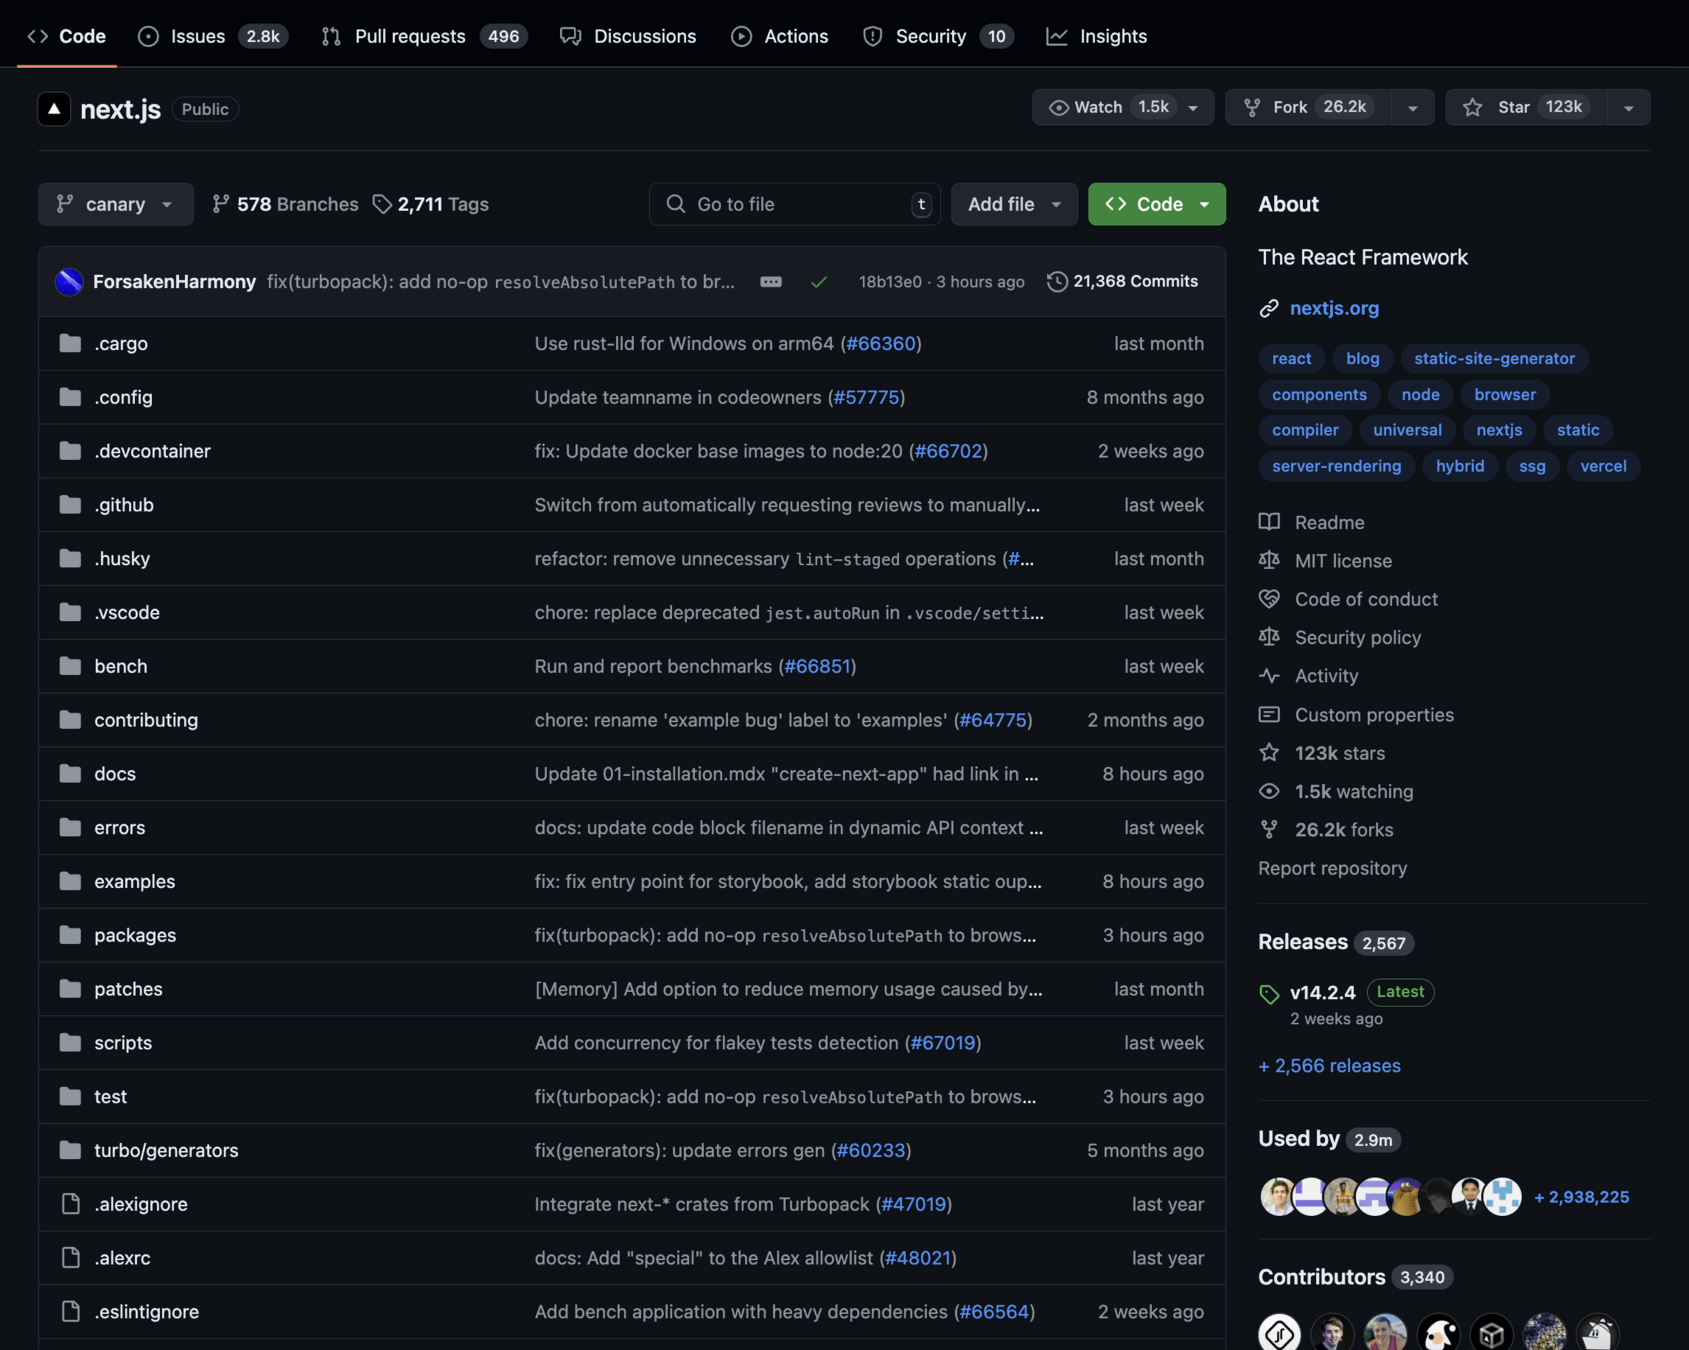 Code Issues 2.8k Pull requests 496 Discussions Actions Security 10 Insights
next.js Public Watch 1.5k Fork 26.2k Star 123k
canary 578 Branches 2,711 Tags Go to file t Add file Code
ForsakenHarmony fix(turbopack): add no-op resolveAbsolutePath to br... 18b13e0 · 3 hours ago 21,368 Commits
.cargo Use rust-lld for Windows on arm64 (#66360) last month
.config Update teamname in codeowners (#57775) 8 months ago
.devcontainer fix: Update docker base images to node:20 (#66702) 2 weeks ago
.github Switch from automatically requesting reviews to manually... last week
.husky refactor: remove unnecessary lint-staged operations (#... last month
.vscode chore: replace deprecated jest.autoRun in .vscode/setti... last week
bench Run and report benchmarks (#66851) last week
contributing chore: rename 'example bug' label to 'examples' (#64775) 2 months ago
docs Update 01-installation.mdx "create-next-app" had link in ... 8 hours ago
errors docs: update code block filename in dynamic API context ... last week
examples fix: fix entry point for storybook, add storybook static oup... 8 hours ago
packages fix(turbopack): add no-op resolveAbsolutePath to brows... 3 hours ago
patches [Memory] Add option to reduce memory usage caused by... last month
scripts Add concurrency for flakey tests detection (#67019) last week
test fix(turbopack): add no-op resolveAbsolutePath to brows... 3 hours ago
turbo/generators fix(generators): update errors gen (#60233) 5 months ago
.alexignore Integrate next-* crates from Turbopack (#47019) last year
.alexrc docs: Add "special" to the Alex allowlist (#48021) last year
.eslintignore Add bench application with heavy dependencies (#66564) 2 weeks ago
About
The React Framework
nextjs.org
react blog static-site-generator
components node browser
compiler universal nextjs static
server-rendering hybrid ssg vercel
Readme
MIT license
Code of conduct
Security policy
Activity
Custom properties
123k stars
1.5k watching
26.2k forks
Report repository
Releases 2,567
v14.2.4 Latest
2 weeks ago
+ 2,566 releases
Used by 2.9m
+ 2,938,225
Contributors 3,340